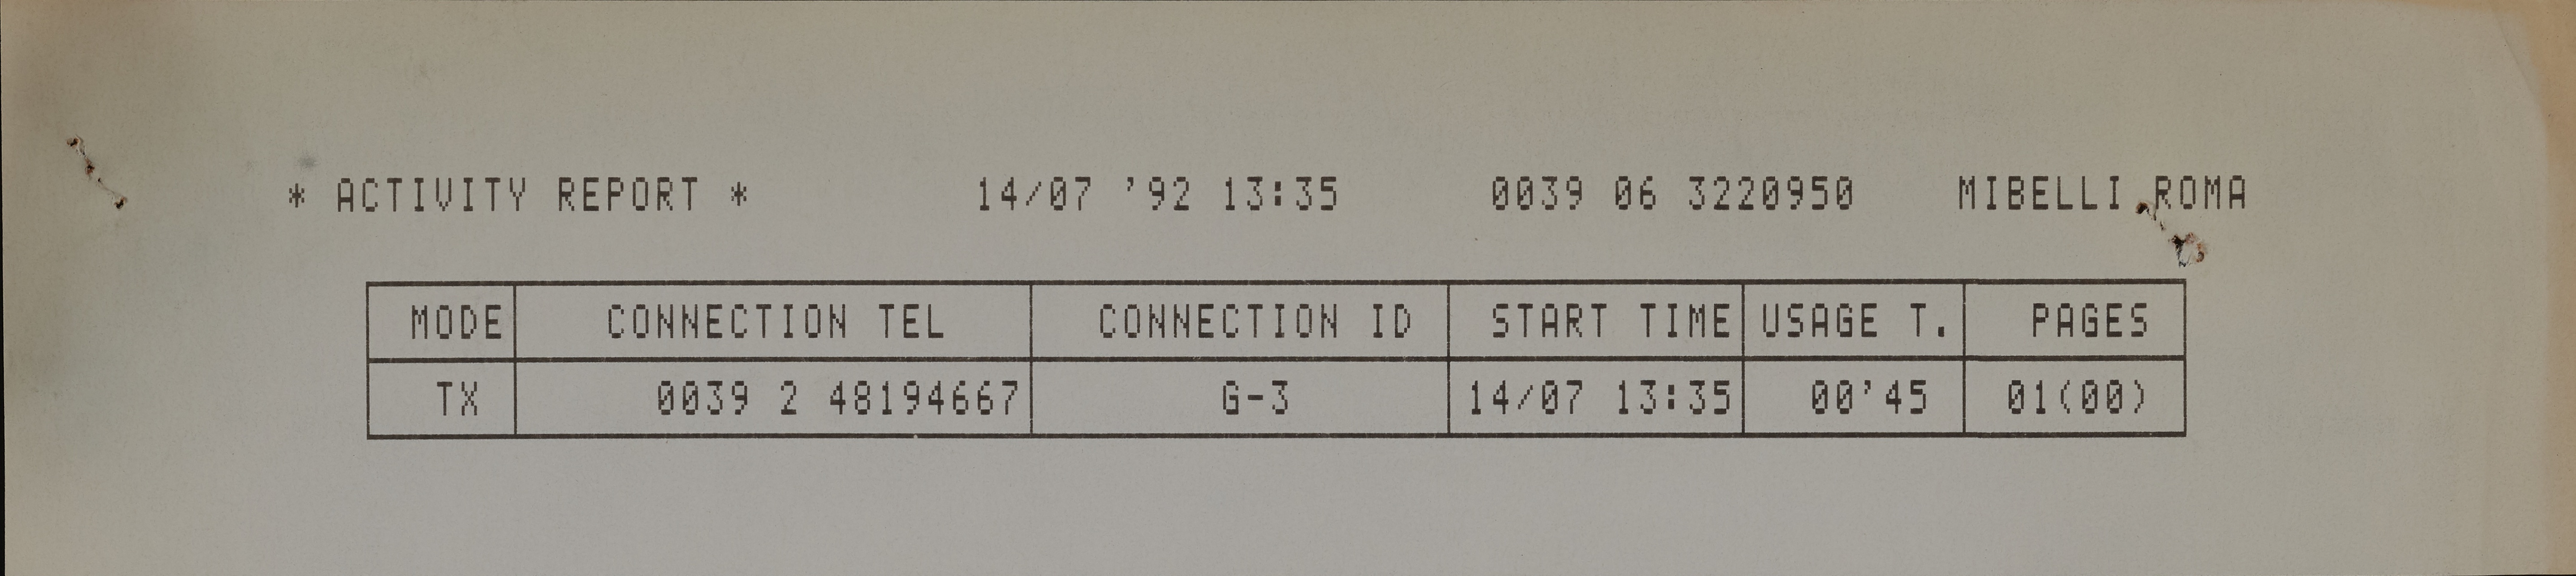 * ACTIVITY REPORT * 14/07 '92 13:35 0039 06 3220950 MIBELLI ROMA
MODE CONNECTION TEL CONNECTION ID START TIME USAGE T. PAGES
TX 0039 2 48194667 G-3 14/07 13:35 00'45 01(00)